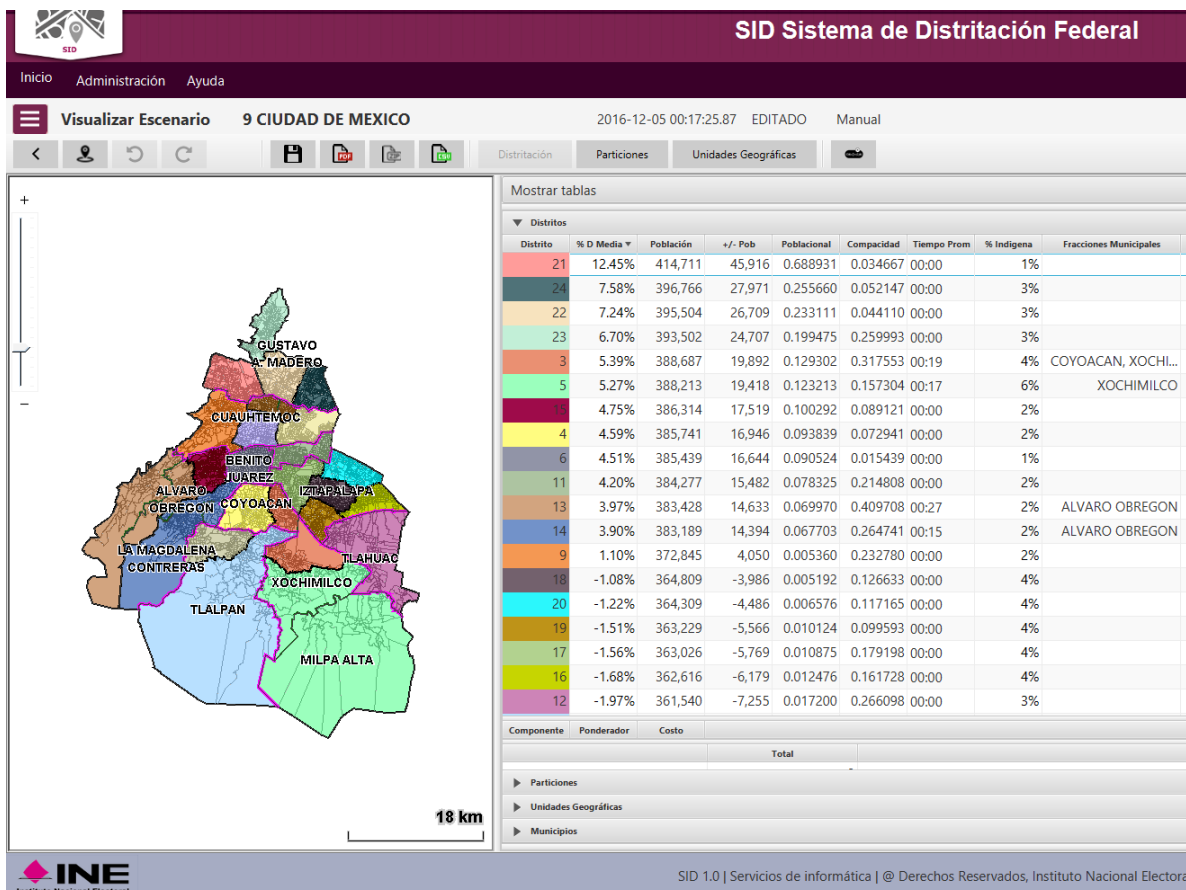 SID
SID Sistema de Distritación Federal
Inicio Administración Ayuda
Visualizar Escenario 9 CIUDAD DE MEXICO 2016-12-05 00:17:25.87 EDITADO Manual
PDF CSV Distritación Particiones Unidades Geográficas
Mostrar tablas
Distritos
Distrito % D Media Población +/- Pob Poblacional Compacidad Tiempo Prom % Indigena Fracciones Municipales
21 12.45% 414,711 45,916 0.688931 0.034667 00:00 1%
24 7.58% 396,766 27,971 0.255660 0.052147 00:00 3%
22 7.24% 395,504 26,709 0.233111 0.044110 00:00 3%
23 6.70% 393,502 24,707 0.199475 0.259993 00:00 3%
3 5.39% 388,687 19,892 0.129302 0.317553 00:19 4% COYOACAN, XOCHI...
5 5.27% 388,213 19,418 0.123213 0.157304 00:17 6% XOCHIMILCO
15 4.75% 386,314 17,519 0.100292 0.089121 00:00 2%
4 4.59% 385,741 16,946 0.093839 0.072941 00:00 2%
6 4.51% 385,439 16,644 0.090524 0.015439 00:00 1%
11 4.20% 384,277 15,482 0.078325 0.214808 00:00 2%
13 3.97% 383,428 14,633 0.069970 0.409708 00:27 2% ALVARO OBREGON
14 3.90% 383,189 14,394 0.067703 0.264741 00:15 2% ALVARO OBREGON
9 1.10% 372,845 4,050 0.005360 0.232780 00:00 2%
18 -1.08% 364,809 -3,986 0.005192 0.126633 00:00 4%
20 -1.22% 364,309 -4,486 0.006576 0.117165 00:00 4%
19 -1.51% 363,229 -5,566 0.010124 0.099593 00:00 4%
17 -1.56% 363,026 -5,769 0.010875 0.179198 00:00 4%
16 -1.68% 362,616 -6,179 0.012476 0.161728 00:00 4%
12 -1.97% 361,540 -7,255 0.017200 0.266098 00:00 3%
Componente Ponderador Costo
Total
Particiones
Unidades Geográficas
Municipios
+
−
GUSTAVO
A. MADERO
CUAUHTEMOC
BENITO
JUAREZ
ALVARO
OBREGON
COYOACAN
IZTAPALAPA
LA MAGDALENA
CONTRERAS
TLAHUAC
XOCHIMILCO
TLALPAN
MILPA ALTA
18 km
INE
Instituto Nacional Electoral
SID 1.0 | Servicios de informática | @ Derechos Reservados, Instituto Nacional Electora